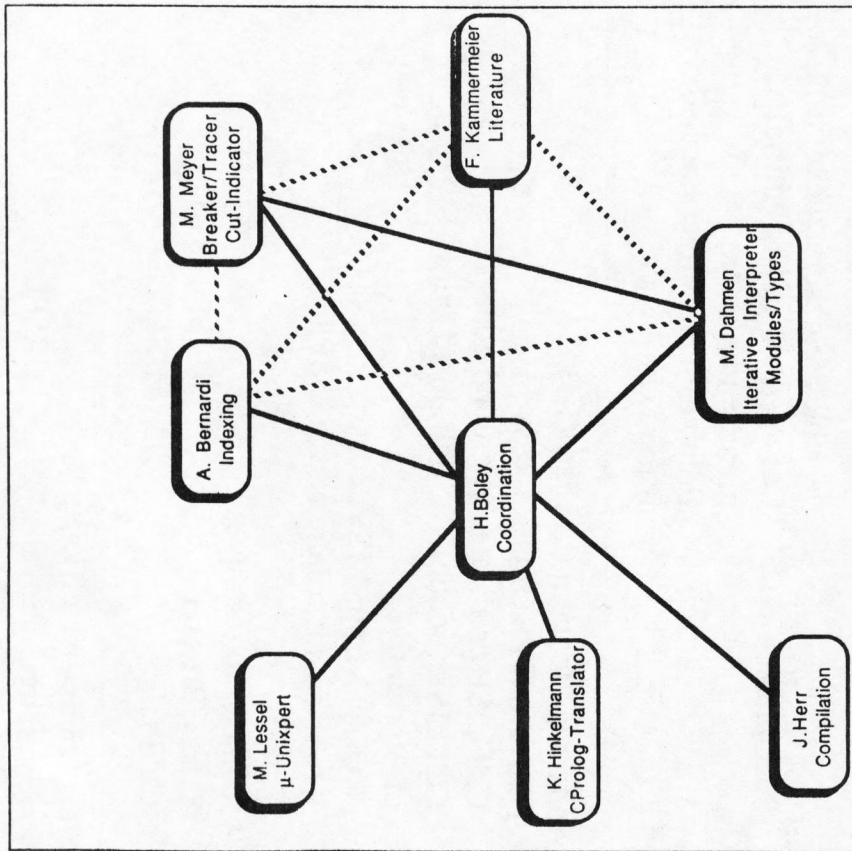 M. Lessel
µ-Unixpert
A. Bernardi
Indexing
M. Meyer
Breaker/Tracer
Cut-Indicator
K. Hinkelmann
CProlog-Translator
H.Boley
Coordination
F. Kammermeier
Literature
J.Herr
Compilation
M. Dahmen
Iterative Interpreter
Modules/Types